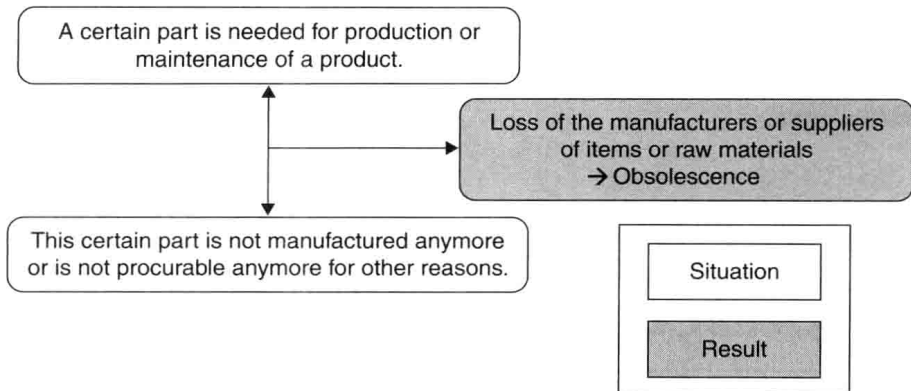 A certain part is needed for production or
maintenance of a product.
Loss of the manufacturers or suppliers
of items or raw materials
→ Obsolescence
This certain part is not manufactured anymore
or is not procurable anymore for other reasons.
Situation
Result